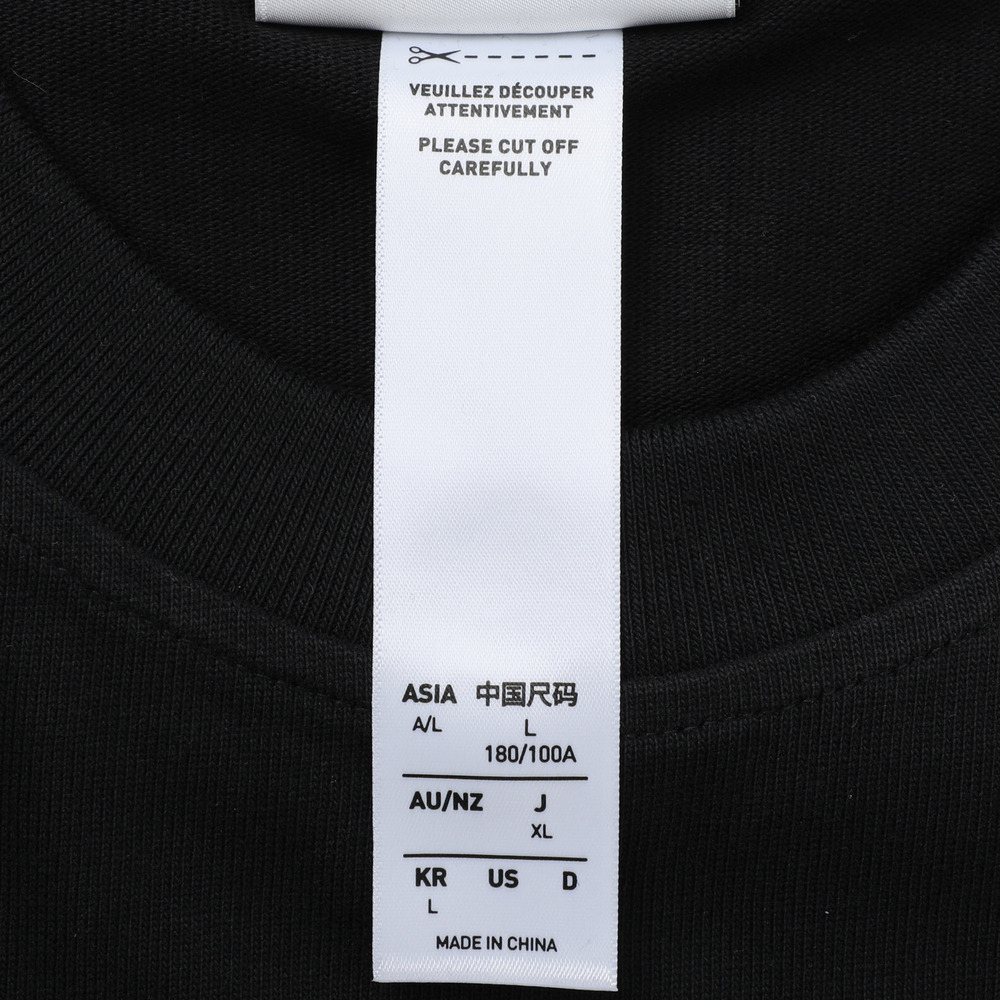 VEUILLEZ DÉCOUPER
ATTENTIVEMENT
PLEASE CUT OFF
CAREFULLY
ASIA 中国尺码
A/L L
180/100A
AU/NZ J
XL
KR US D
L
MADE IN CHINA